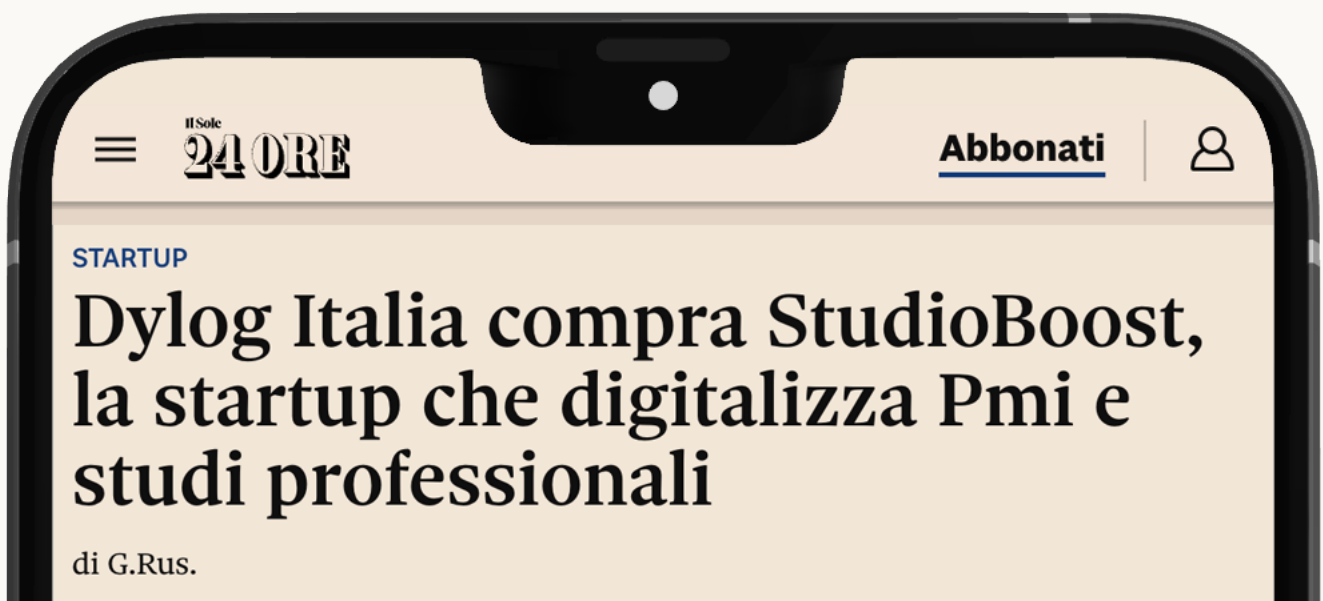 Il Sole
24 ORE
Abbonati
STARTUP
Dylog Italia compra StudioBoost,
la startup che digitalizza Pmi e
studi professionali
di G.Rus.